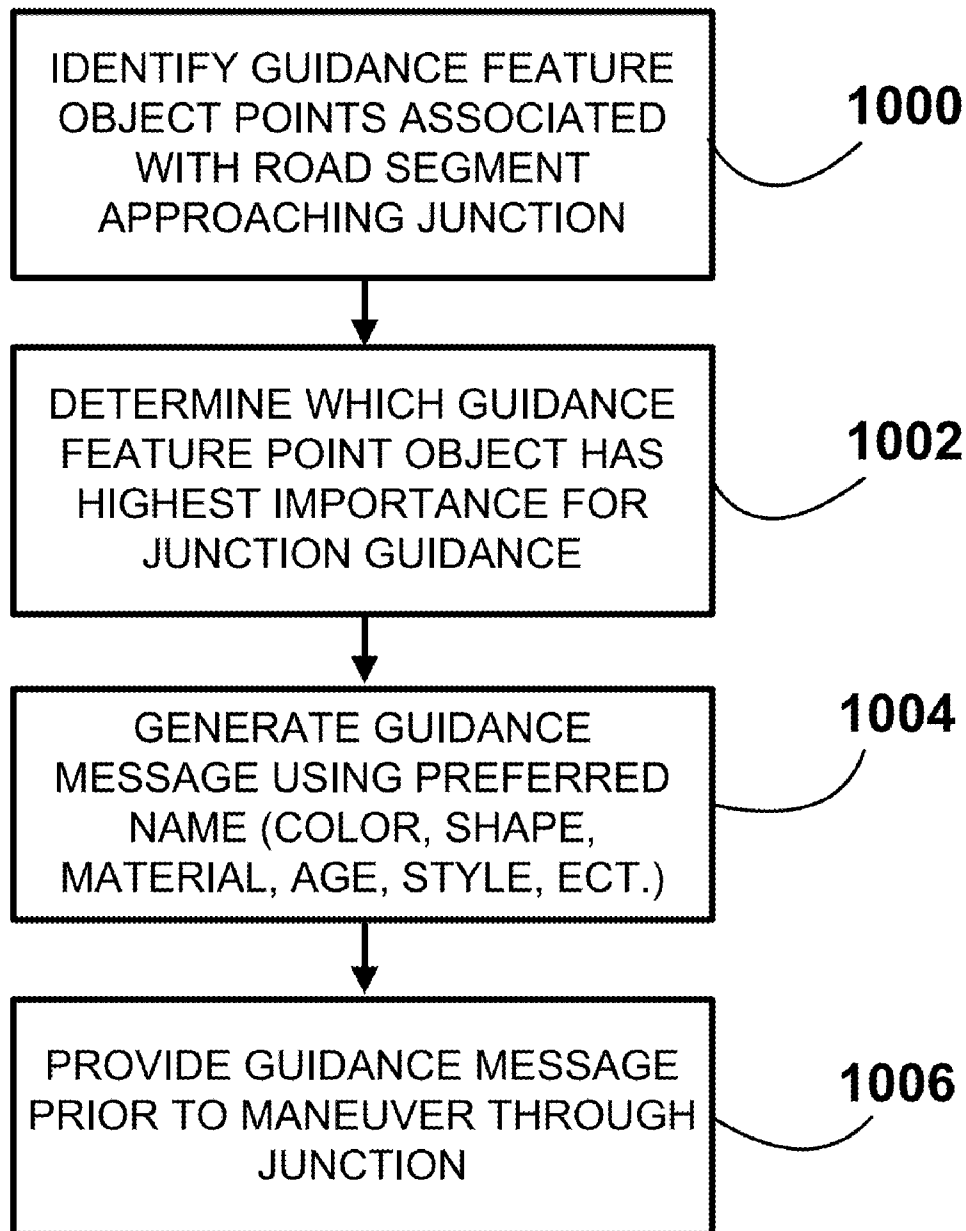 IDENTIFY GUIDANCE FEATURE
OBJECT POINTS ASSOCIATED
WITH ROAD SEGMENT
APPROACHING JUNCTION
1000
DETERMINE WHICH GUIDANCE
FEATURE POINT OBJECT HAS
HIGHEST IMPORTANCE FOR
JUNCTION GUIDANCE
1002
GENERATE GUIDANCE
MESSAGE USING PREFERRED
NAME (COLOR, SHAPE,
MATERIAL, AGE, STYLE, ECT.)
1004
PROVIDE GUIDANCE MESSAGE
PRIOR TO MANEUVER THROUGH
JUNCTION
1006